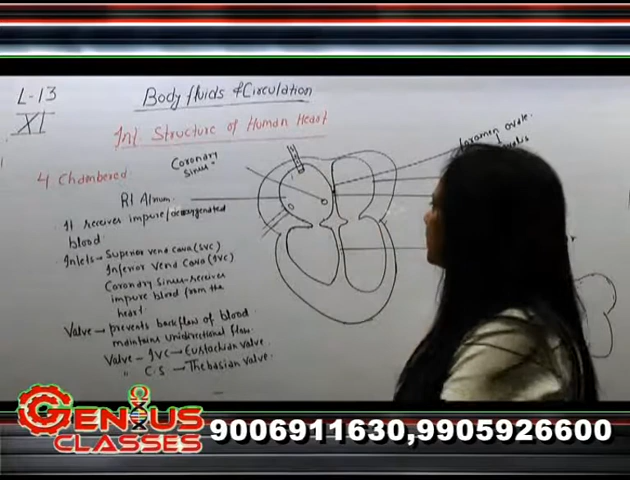 L-13
XI
Body fluids & Circulation
Int Structure of Human Heart
4 Chambered
Coronary
sinus
foramen ovale
ovalis
Rt Atrium
It receives impure/deoxygenated
blood
Inlets- Superior vena cava (SVC)
Inferior vena cava (IVC)
Coronary sinus-receives
impure blood from the
heart
Valve → prevents backflow of blood
maintains unidirectional flow
Valve - IVC → Eustachian valve
" C.S → Thebasian valve
GENIUS
CLASSES
9006911630,9905926600